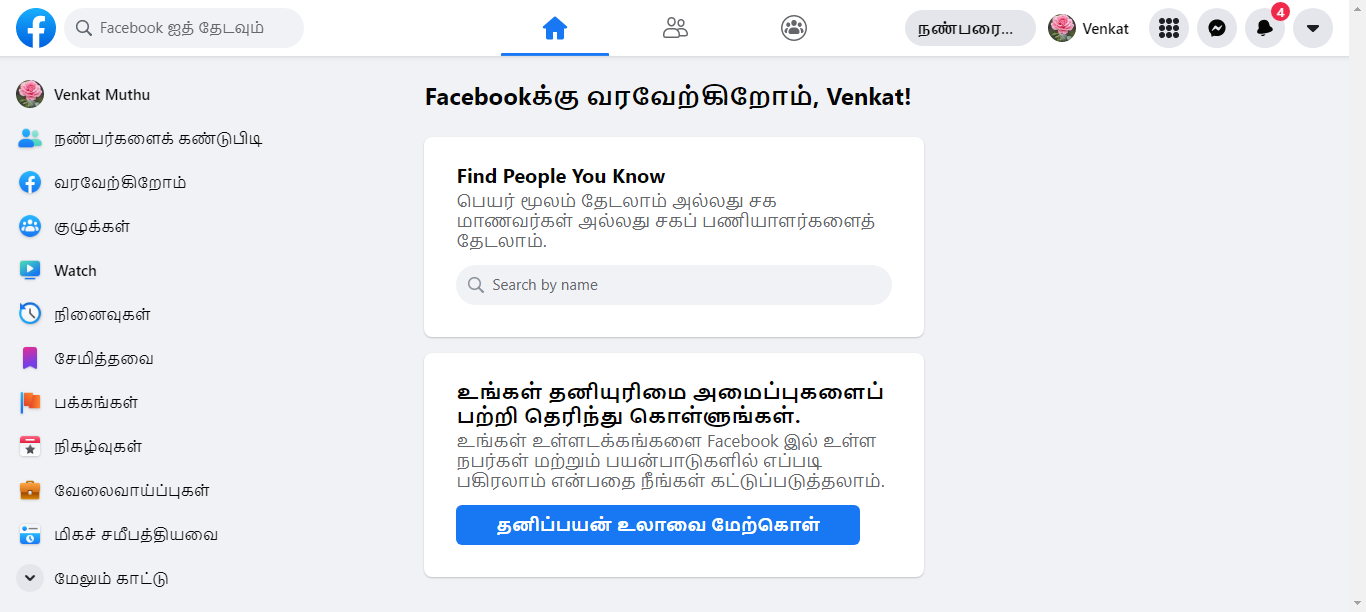 Facebook ஐத் தேடவும்
நண்பரை...
Venkat
4
Venkat Muthu
நண்பர்களைக் கண்டுபிடி
வரவேற்கிறோம்
குழுக்கள்
Watch
நினைவுகள்
சேமித்தவை
பக்கங்கள்
நிகழ்வுகள்
வேலைவாய்ப்புகள்
மிகச் சமீபத்தியவை
மேலும் காட்டு
Facebookக்கு வரவேற்கிறோம், Venkat!
Find People You Know
பெயர் மூலம் தேடலாம் அல்லது சக
மாணவர்கள் அல்லது சகப் பணியாளர்களைத்
தேடலாம்.
Search by name
உங்கள் தனியுரிமை அமைப்புகளைப்
பற்றி தெரிந்து கொள்ளுங்கள்.
உங்கள் உள்ளடக்கங்களை Facebook இல் உள்ள
நபர்கள் மற்றும் பயன்பாடுகளில் எப்படி
பகிரலாம் என்பதை நீங்கள் கட்டுப்படுத்தலாம்.
தனிப்பயன் உலாவை மேற்கொள்